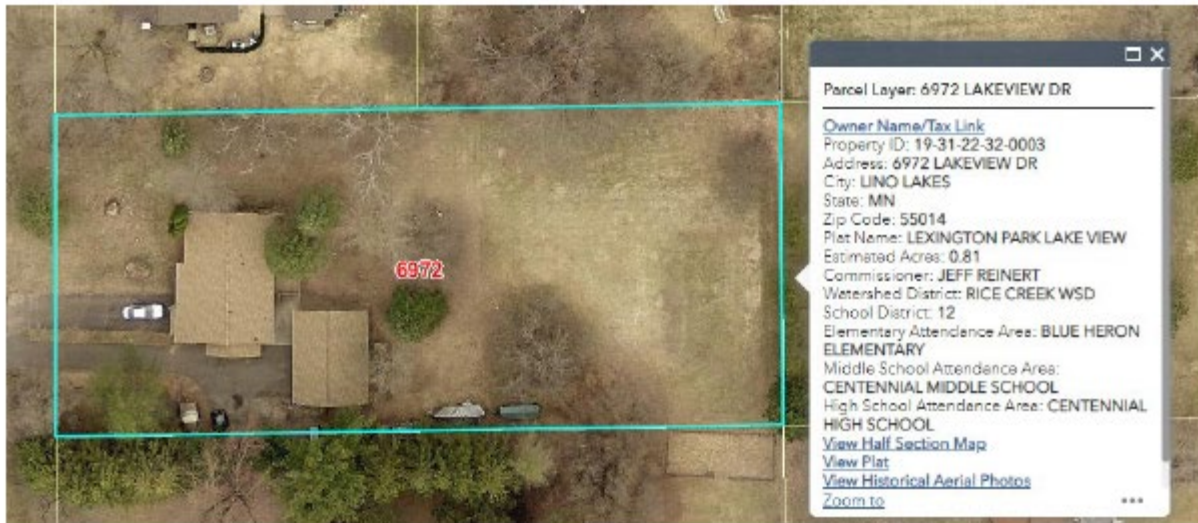 6972
Parcel Layer: 6972 LAKEVIEW DR
Owner Name/Tax Link
Property ID: 19-31-22-32-0003
Address: 6972 LAKEVIEW DR
City: LINO LAKES
State: MN
Zip Code: 55014
Plat Name: LEXINGTON PARK LAKE VIEW
Estimated Acres: 0.81
Commissioner: JEFF REINERT
Watershed District: RICE CREEK WSD
School District: 12
Elementary Attendance Area: BLUE HERON
ELEMENTARY
Middle School Attendance Area:
CENTENNIAL MIDDLE SCHOOL
High School Attendance Area: CENTENNIAL
HIGH SCHOOL
View Half Section Map
View Plat
View Historical Aerial Photos
Zoom to